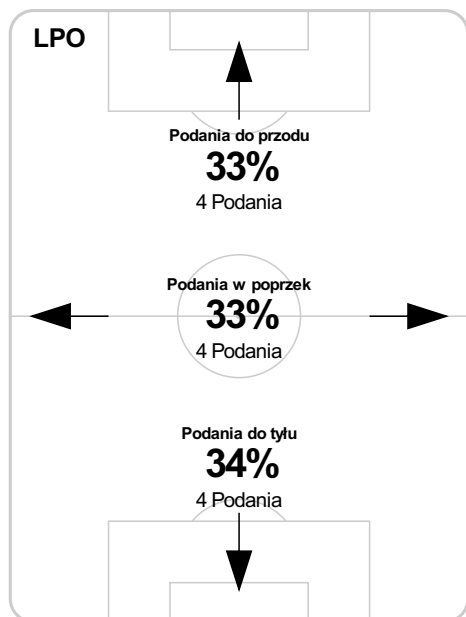 LPO
Podania do przodu
33%
4 Podania
Podania w poprzek
33%
4 Podania
Podania do tyłu
34%
4 Podania